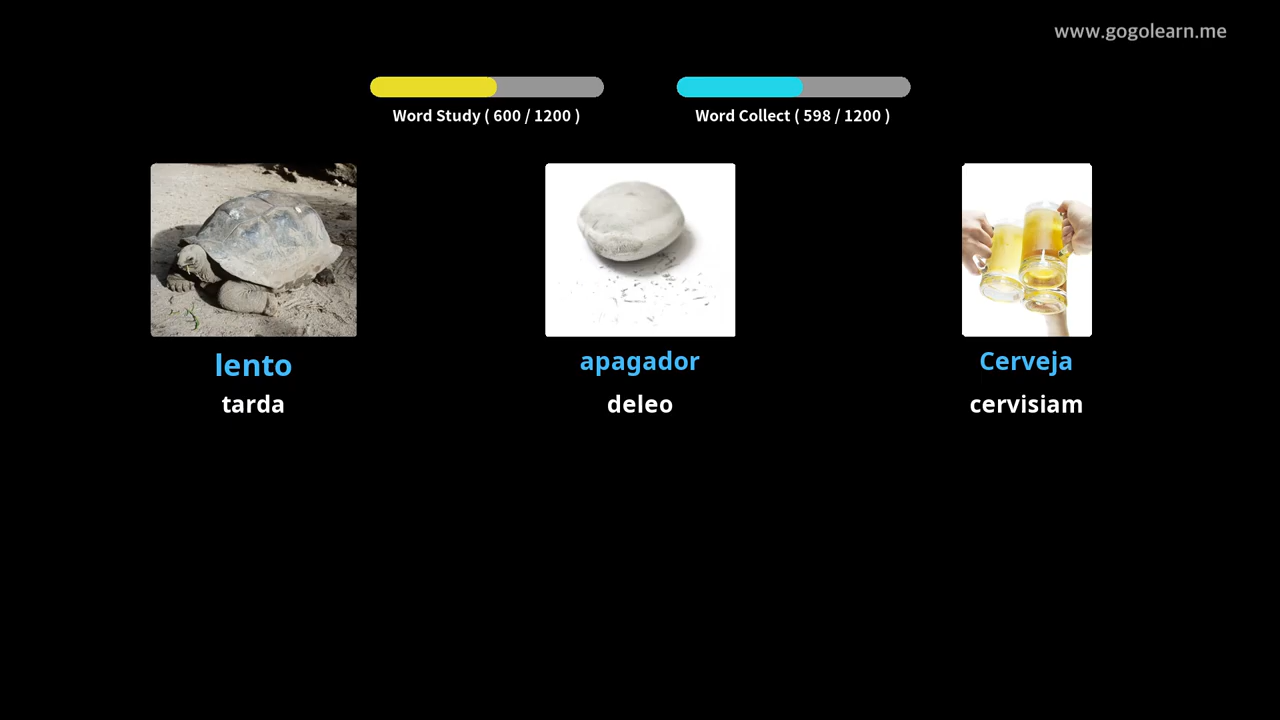 www.gogolearn.me
Word Study ( 600 / 1200 )
Word Collect ( 598 / 1200 )
lento
apagador
Cerveja
tarda
deleo
cervisiam